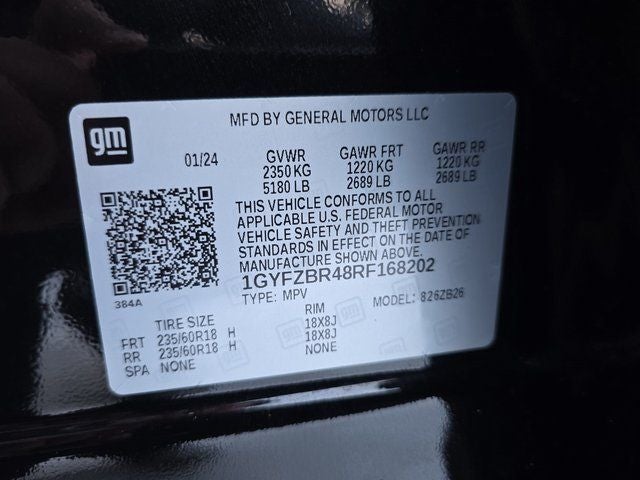 gm
MFD BY GENERAL MOTORS LLC
01/24 GVWR GAWR FRT GAWR RR
2350 KG 1220 KG 1220 KG
5180 LB 2689 LB 2689 LB
THIS VEHICLE CONFORMS TO ALL
APPLICABLE U.S. FEDERAL MOTOR
VEHICLE SAFETY AND THEFT PREVENTION
STANDARDS IN EFFECT ON THE DATE OF
MANUFACTURE SHOWN ABOVE.
1GYFZBR48RF168202
384A
TYPE: MPV MODEL: 826ZB26
TIRE SIZE RIM
FRT 235/60R18 H 18X8J
RR 235/60R18 H 18X8J
SPA NONE NONE